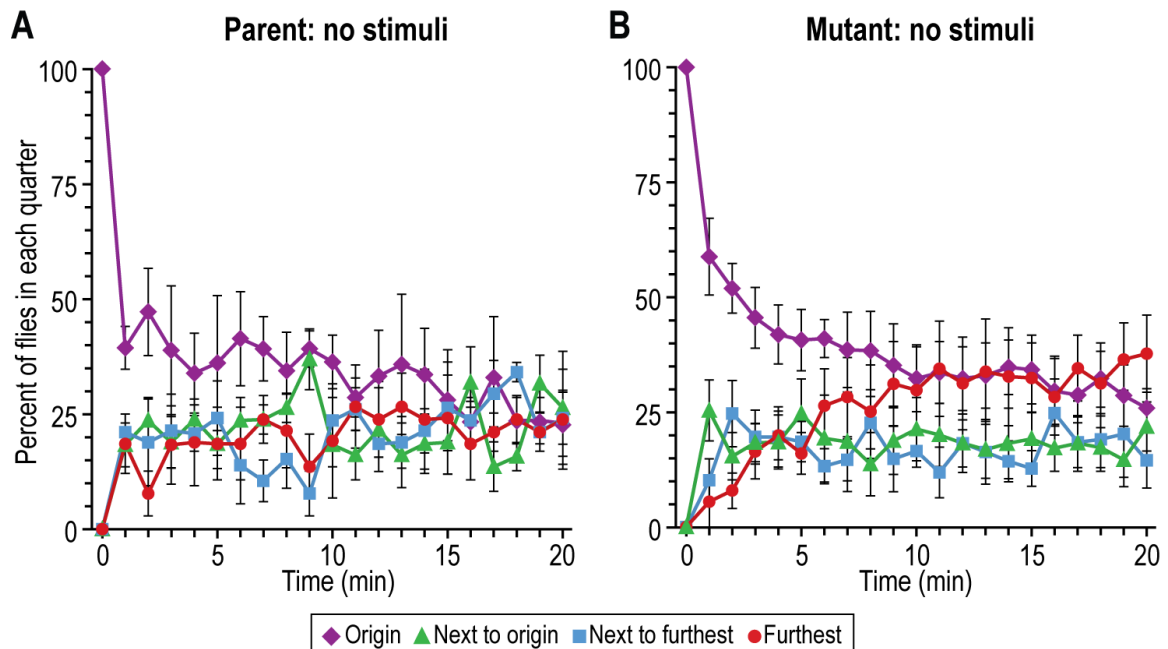 A
Parent: no stimuli
Percent of flies in each quarter
100
75
50
25
0
0 5 10 15 20
Time (min)
B
Mutant: no stimuli
100
75
50
25
0
0 5 10 15 20
Time (min)
Origin Next to origin Next to furthest Furthest